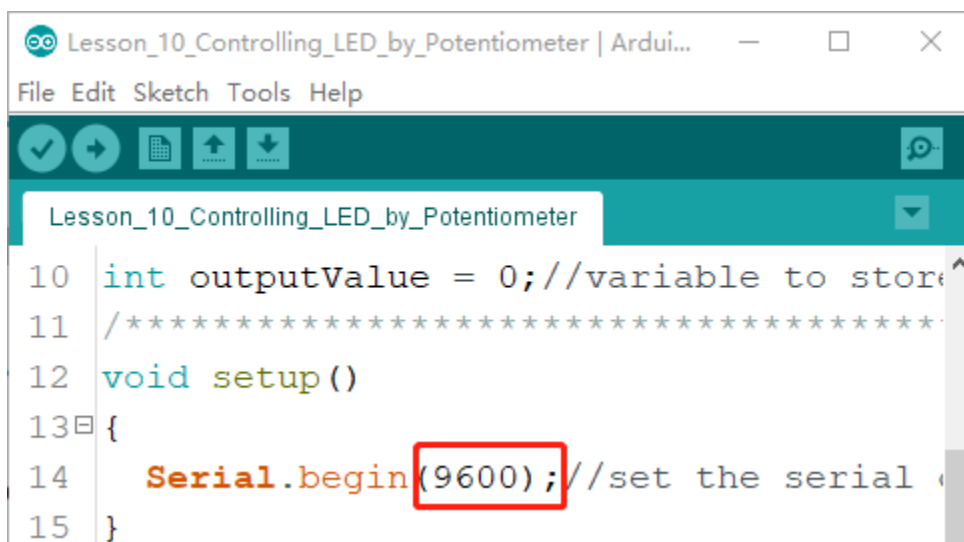 Lesson_10_Controlling_LED_by_Potentiometer | Ardui...
File Edit Sketch Tools Help
Lesson_10_Controlling_LED_by_Potentiometer
10 int outputValue = 0;//variable to store
11 /**************************************
12 void setup()
13 {
14 Serial.begin(9600);//set the serial
15 }